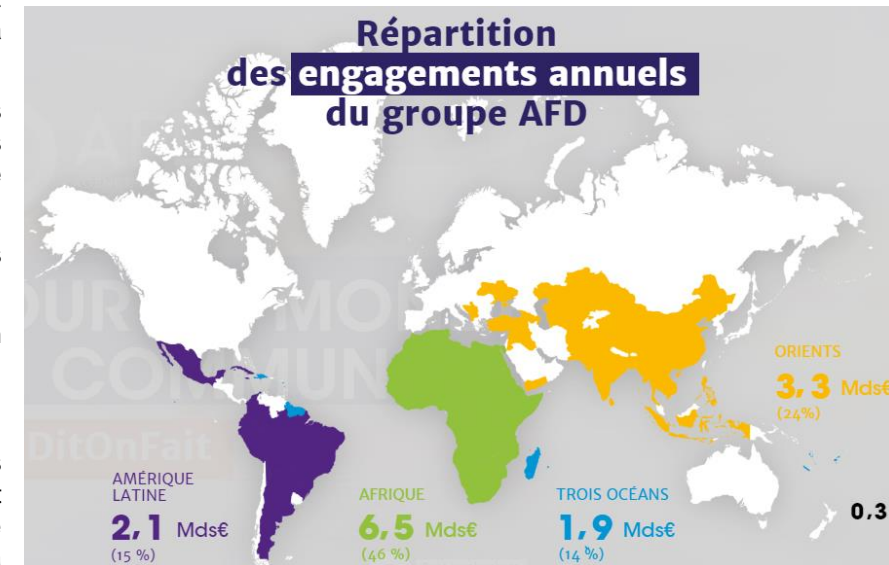 Répartition
des engagements annuels
du groupe AFD
ORIENTS
3,3 Mds€
(24%)
DitOnFait
AMÉRIQUE
LATINE
2,1 Mds€
(15 %)
AFRIQUE
6,5 Mds€
(46 %)
TROIS OCÉANS
1,9 Mds€
(14 %)
0,3